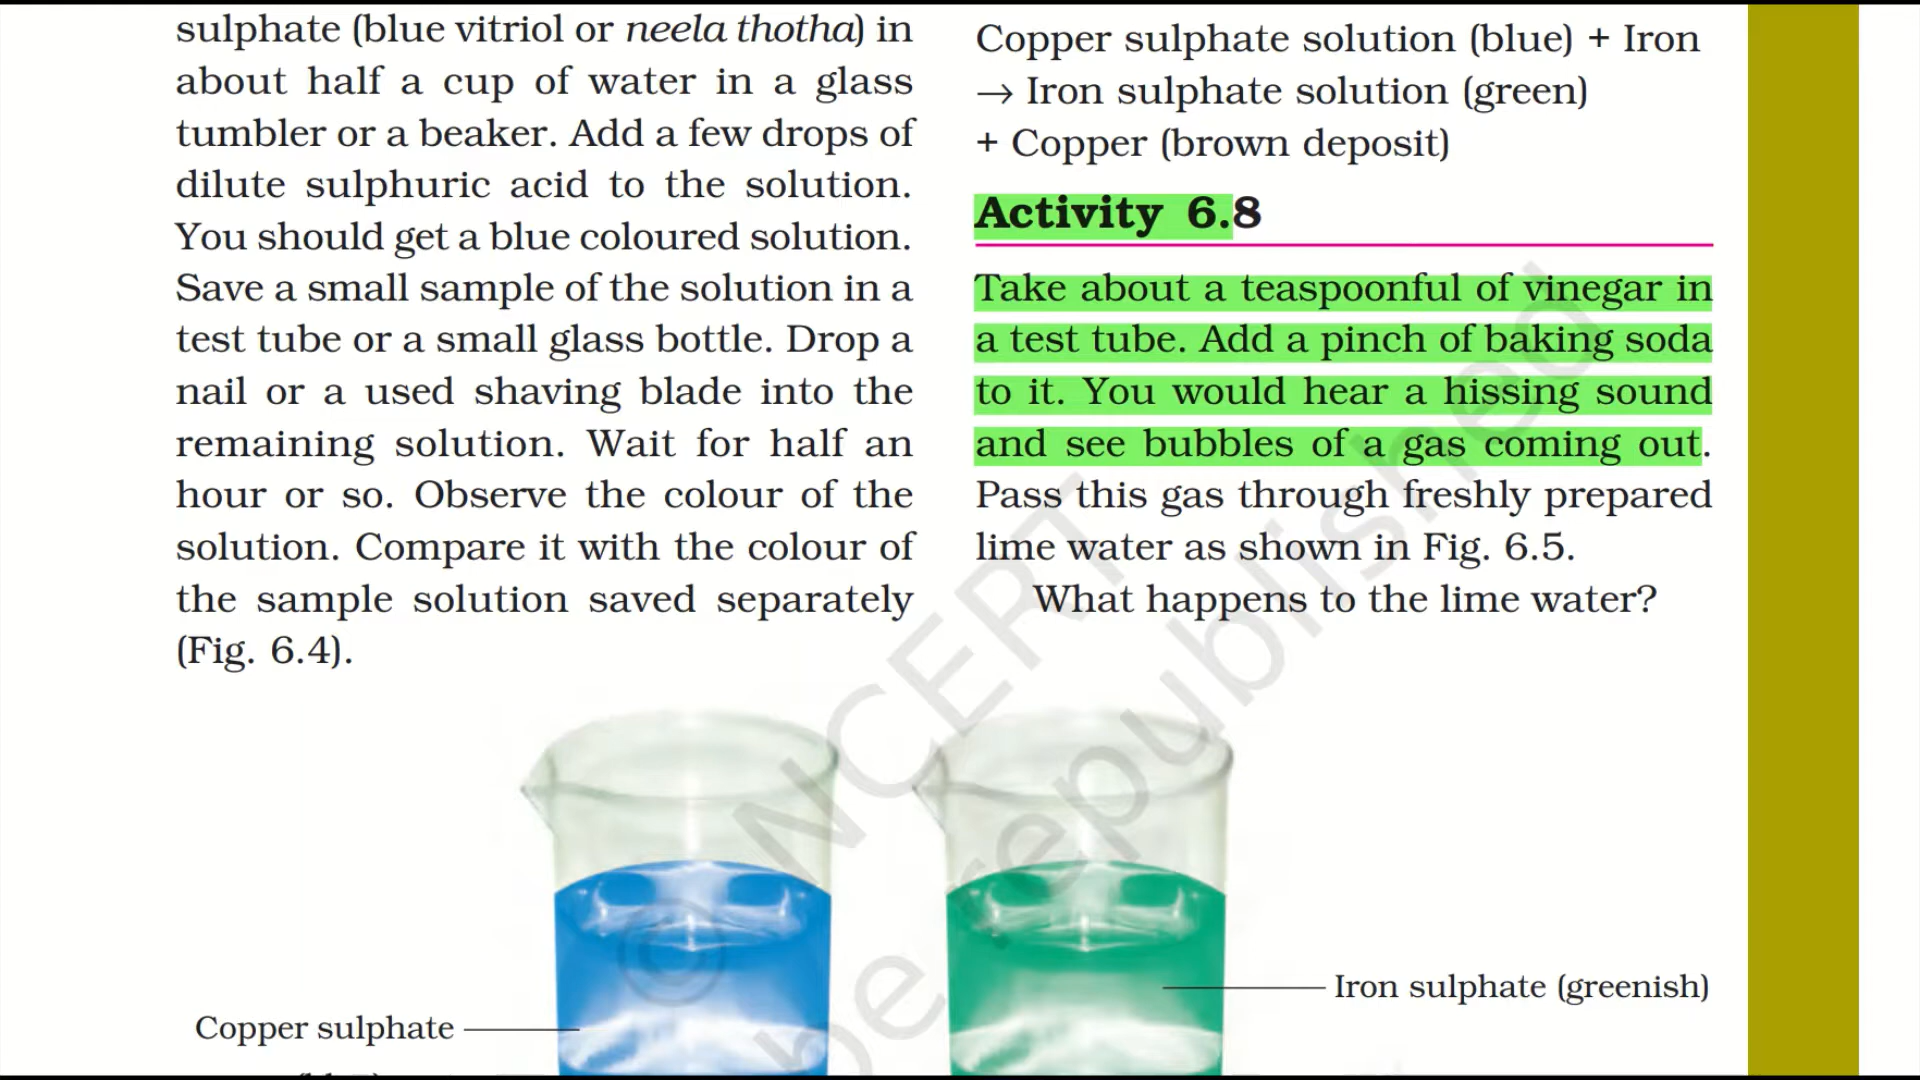 sulphate (blue vitriol or neela thotha) in
about half a cup of water in a glass
tumbler or a beaker. Add a few drops of
dilute sulphuric acid to the solution.
You should get a blue coloured solution.
Save a small sample of the solution in a
test tube or a small glass bottle. Drop a
nail or a used shaving blade into the
remaining solution. Wait for half an
hour or so. Observe the colour of the
solution. Compare it with the colour of
the sample solution saved separately
(Fig. 6.4).
Copper sulphate solution (blue) + Iron
→ Iron sulphate solution (green)
+ Copper (brown deposit)
Activity 6.8
Take about a teaspoonful of vinegar in
a test tube. Add a pinch of baking soda
to it. You would hear a hissing sound
and see bubbles of a gas coming out.
Pass this gas through freshly prepared
lime water as shown in Fig. 6.5.
What happens to the lime water?
Iron sulphate (greenish)
Copper sulphate
© NCERT
be republished